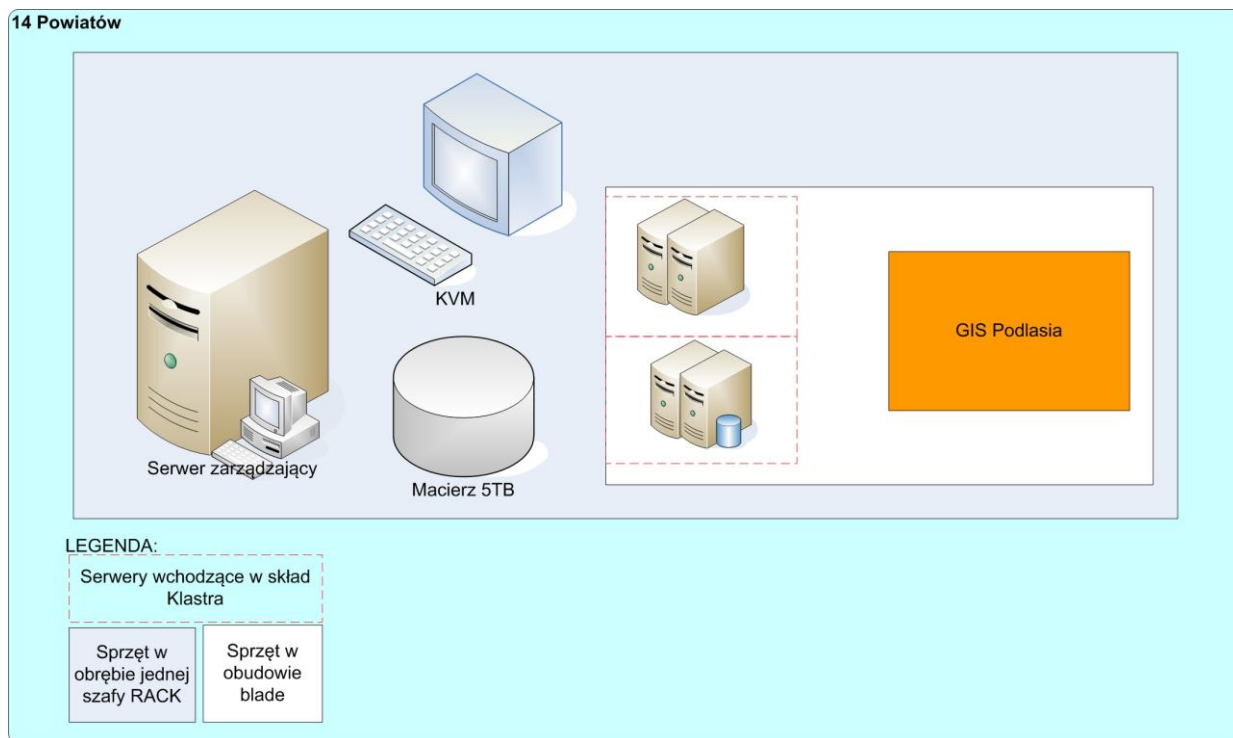 14 Powiatów
KVM
GIS Podlasia
Serwer zarządzający
Macierz 5TB
LEGENDA:
Serwery wchodzące w skład
Klastra
Sprzęt w
obrębie jednej
szafy RACK
Sprzęt w
obudowie
blade